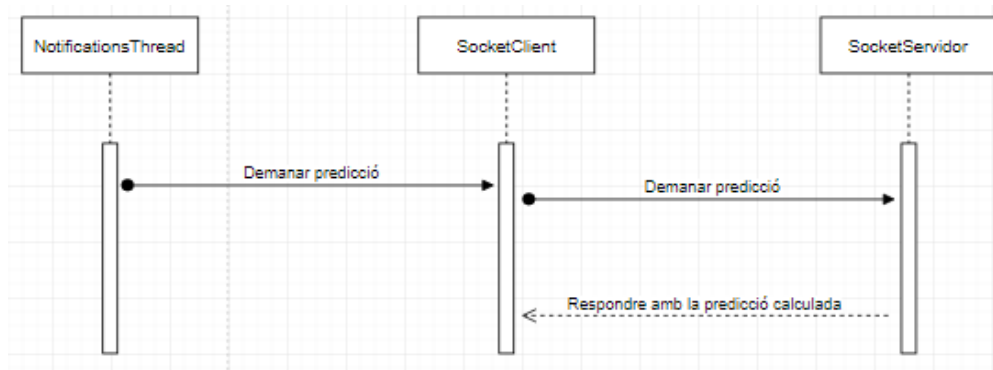 NotificationsThread
SocketClient
SocketServidor
Demanar predicció
Demanar predicció
Respondre amb la predicció calculada